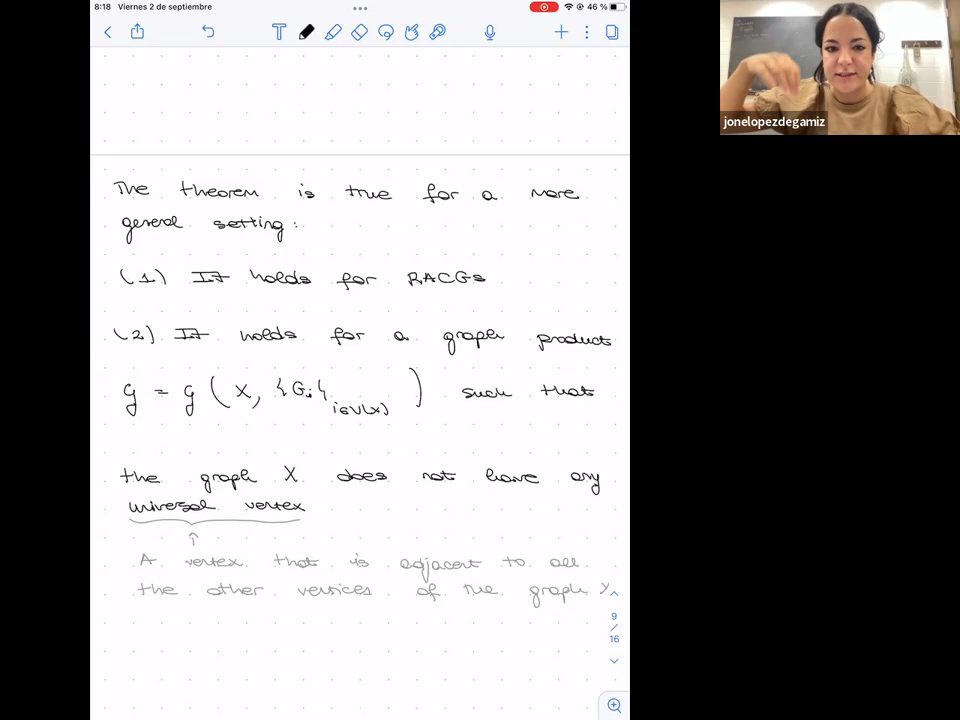 8:18 Viernes 2 de septiembre
46 %
jonelopezdegamiz
The theorem is true for a more
general setting:
(1) It holds for RACGs
(2) It holds for a graph product
G = G ( X, {Gi} i∈V(X) ) such that
the graph X does not have any
universal vertex
↑
A vertex that is adjacent to all
the other vertices of the graph X
9
/
16